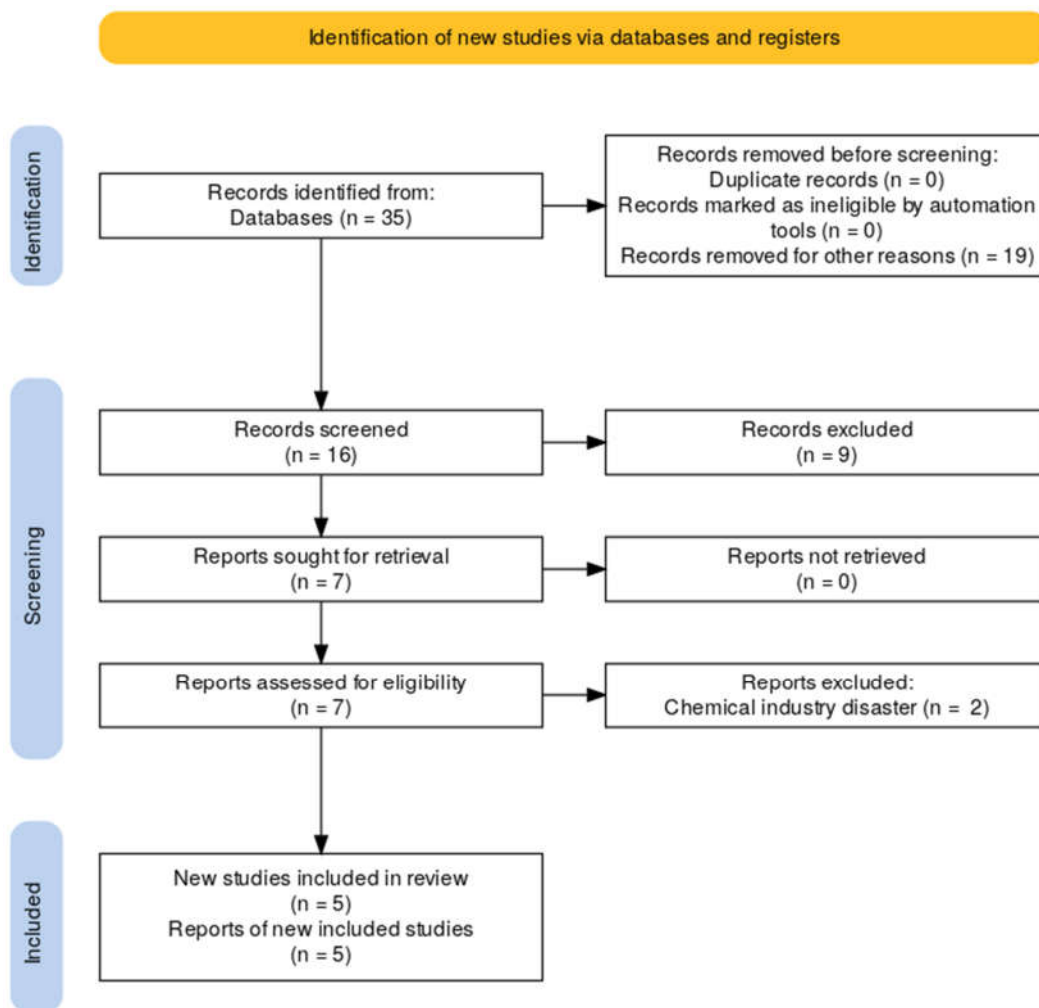 Identification of new studies via databases and registers
Identification
Records identified from:
Databases (n = 35)
Records removed before screening:
Duplicate records (n = 0)
Records marked as ineligible by automation
tools (n = 0)
Records removed for other reasons (n = 19)
Screening
Records screened
(n = 16)
Records excluded
(n = 9)
Reports sought for retrieval
(n = 7)
Reports not retrieved
(n = 0)
Reports assessed for eligibility
(n = 7)
Reports excluded:
Chemical industry disaster (n = 2)
Included
New studies included in review
(n = 5)
Reports of new included studies
(n = 5)